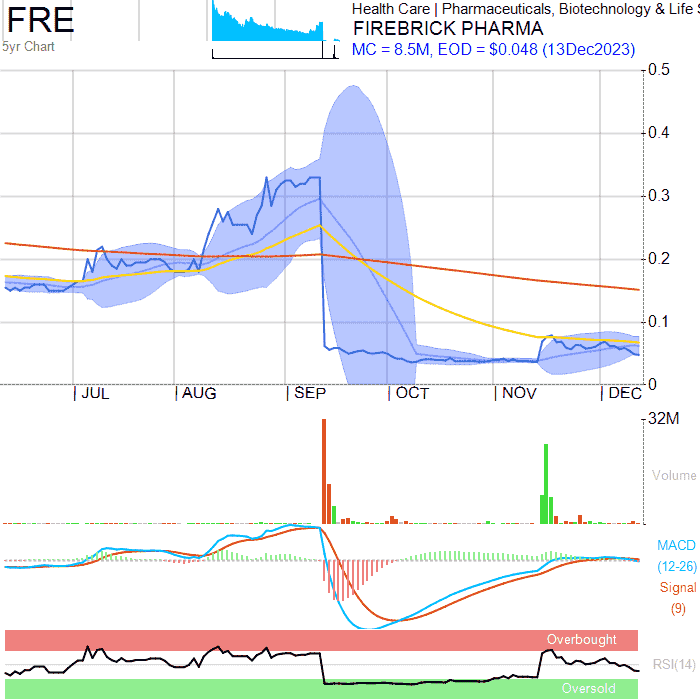 FRE
5yr Chart
Health Care | Pharmaceuticals, Biotechnology & Life S
FIREBRICK PHARMA
MC = 8.5M, EOD = $0.048 (13Dec2023)
0.5
0.4
0.3
0.2
0.1
0
JUL AUG SEP OCT NOV DEC
32M
Volume
MACD
(12-26)
Signal
(9)
Overbought
RSI(14)
Oversold